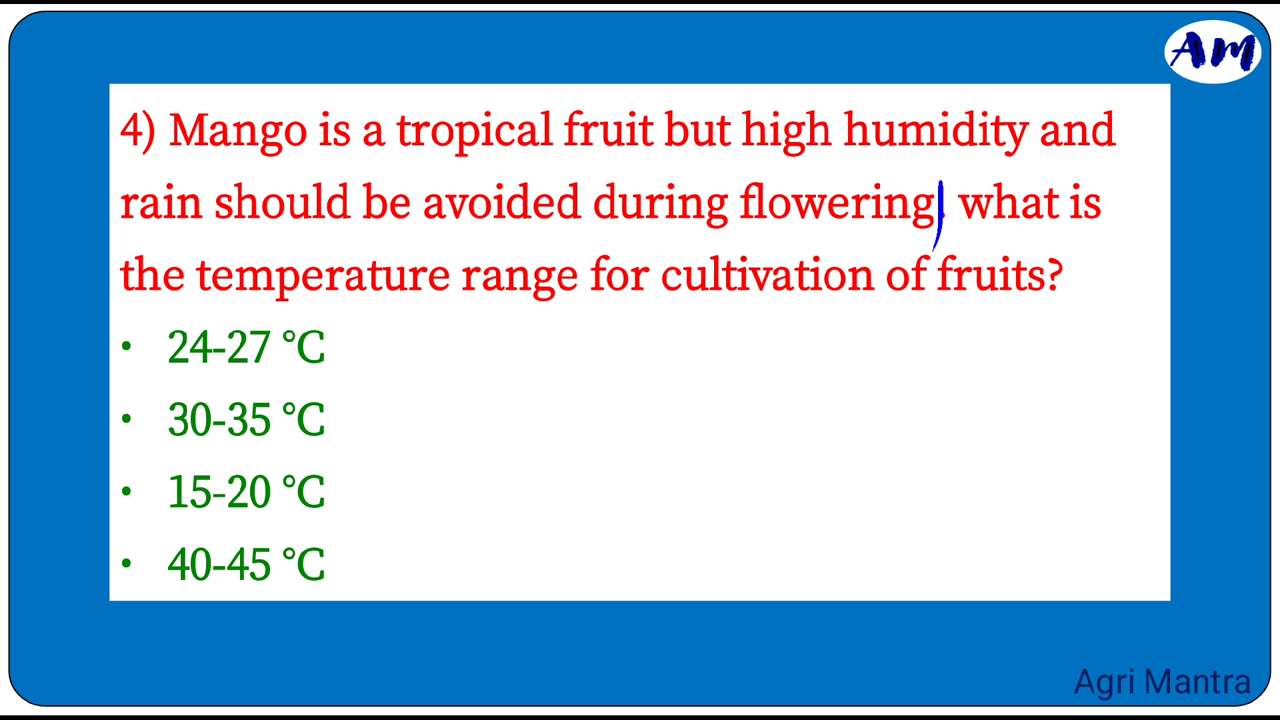 AM
4) Mango is a tropical fruit but high humidity and
rain should be avoided during flowering, what is
the temperature range for cultivation of fruits?
• 24-27 °C
• 30-35 °C
• 15-20 °C
• 40-45 °C
Agri Mantra